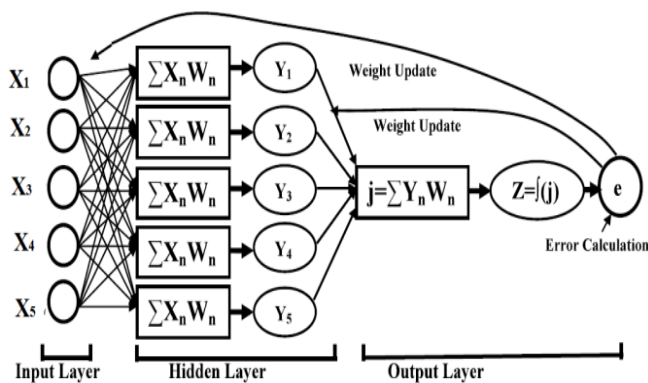 X1
∑XnWn
Y1
Weight Update
X2
∑XnWn
Y2
Weight Update
X3
∑XnWn
Y3
j=∑YnWn
Z=∫(j)
e
X4
∑XnWn
Y4
Error Calculation
X5
∑XnWn
Y5
Input Layer
Hidden Layer
Output Layer